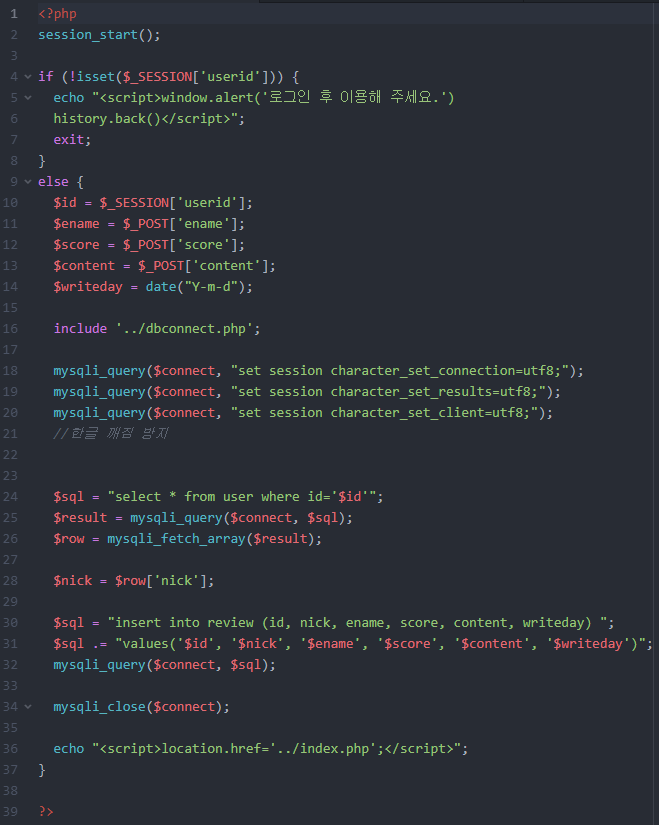 1 <?php
2 session_start();
3
4 if (!isset($_SESSION['userid'])) {
5 echo "<script>window.alert('로그인 후 이용해 주세요.')
6 history.back()</script>";
7 exit;
8 }
9 else {
10 $id = $_SESSION['userid'];
11 $ename = $_POST['ename'];
12 $score = $_POST['score'];
13 $content = $_POST['content'];
14 $writeday = date("Y-m-d");
15
16 include '../dbconnect.php';
17
18 mysqli_query($connect, "set session character_set_connection=utf8;");
19 mysqli_query($connect, "set session character_set_results=utf8;");
20 mysqli_query($connect, "set session character_set_client=utf8;");
21 //한글 깨짐 방지
22
23
24 $sql = "select * from user where id='$id'";
25 $result = mysqli_query($connect, $sql);
26 $row = mysqli_fetch_array($result);
27
28 $nick = $row['nick'];
29
30 $sql = "insert into review (id, nick, ename, score, content, writeday) ";
31 $sql .= "values('$id', '$nick', '$ename', '$score', '$content', '$writeday')";
32 mysqli_query($connect, $sql);
33
34 mysqli_close($connect);
35
36 echo "<script>location.href='../index.php';</script>";
37 }
38
39 ?>